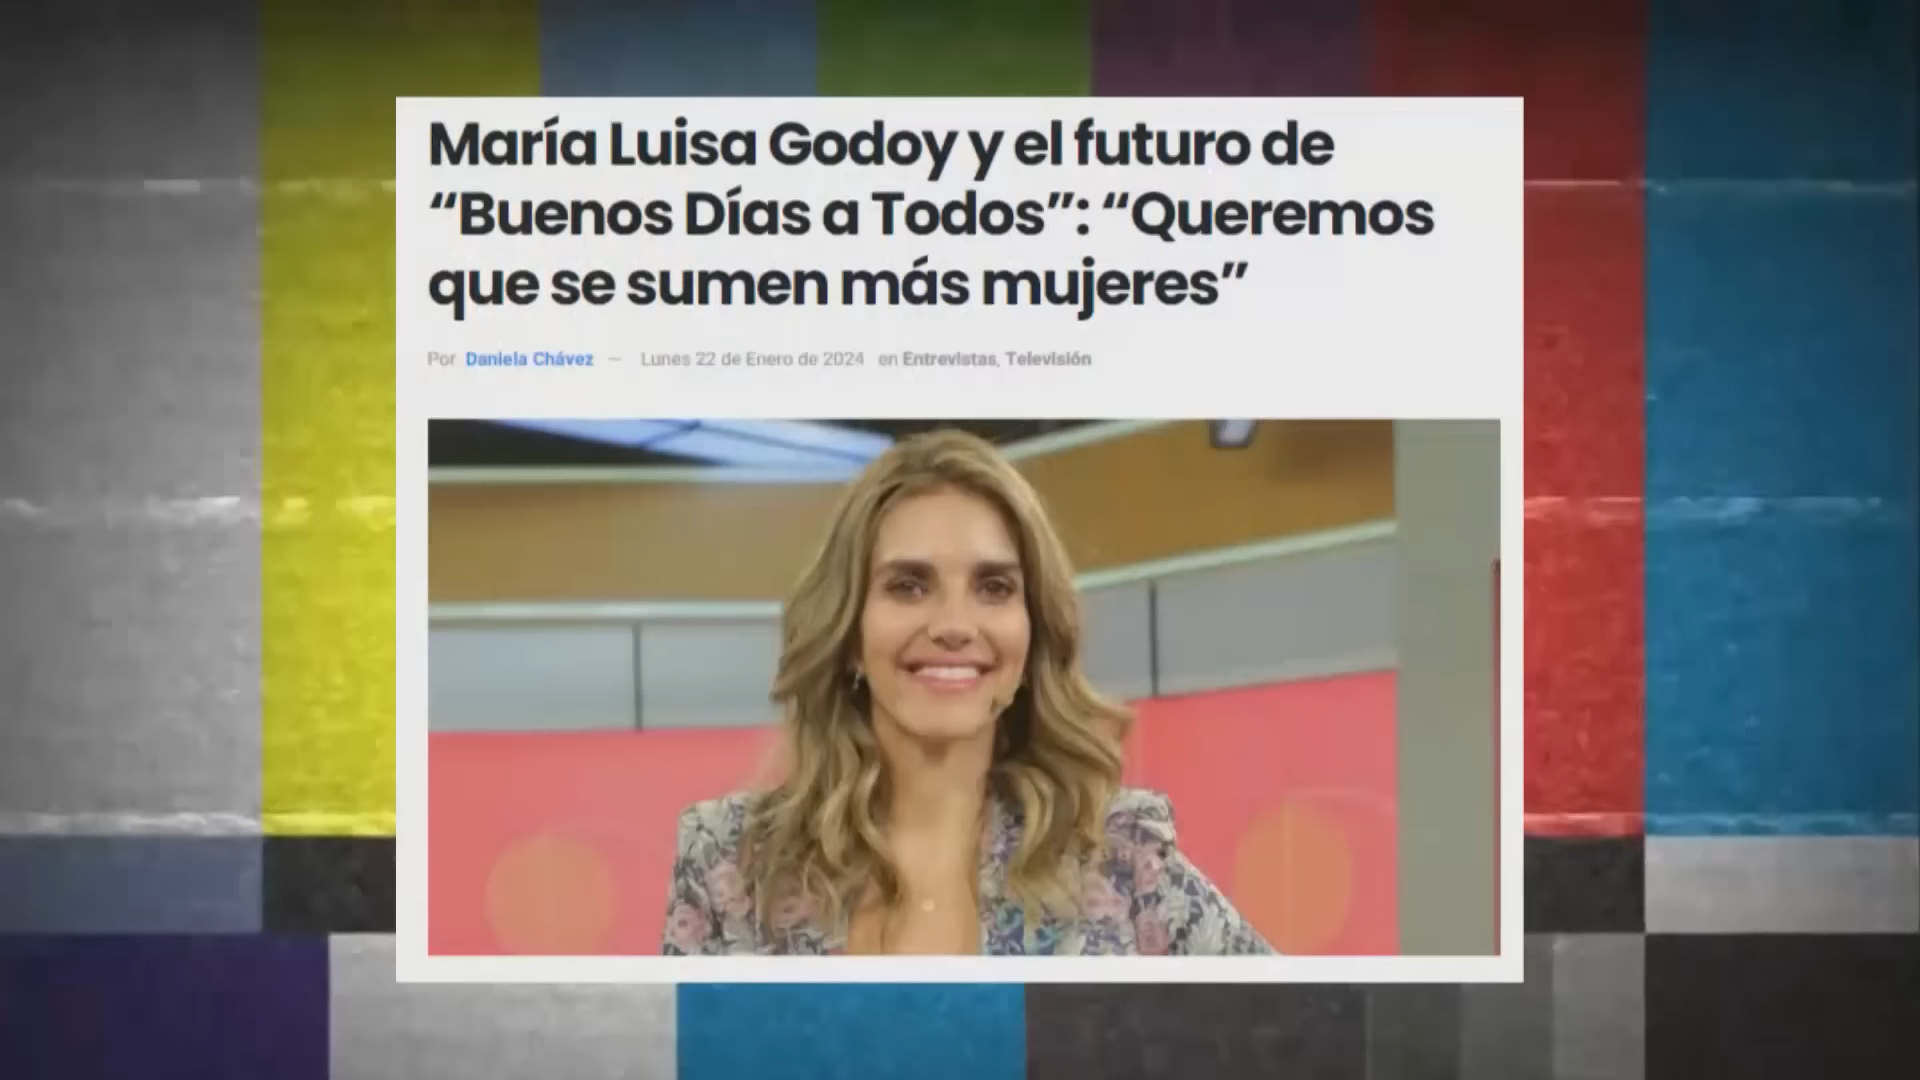 María Luisa Godoy y el futuro de
“Buenos Días a Todos”: “Queremos
que se sumen más mujeres”
Por Daniela Chávez — Lunes 22 de Enero de 2024 en Entrevistas, Televisión